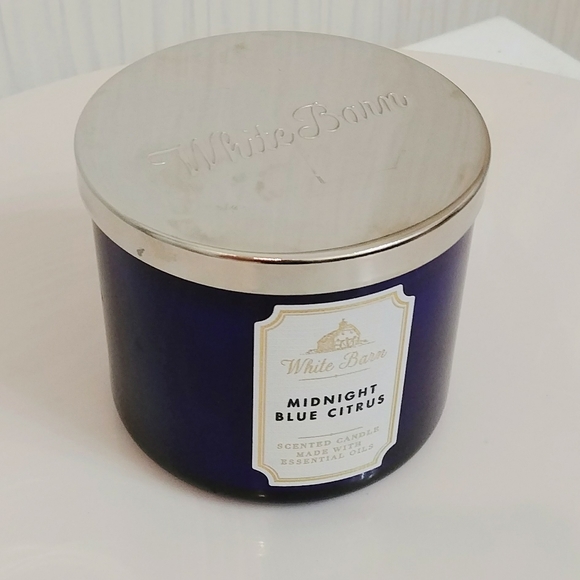 White Barn
White Barn
MIDNIGHT
BLUE CITRUS
SCENTED CANDLE
MADE WITH
ESSENTIAL OILS